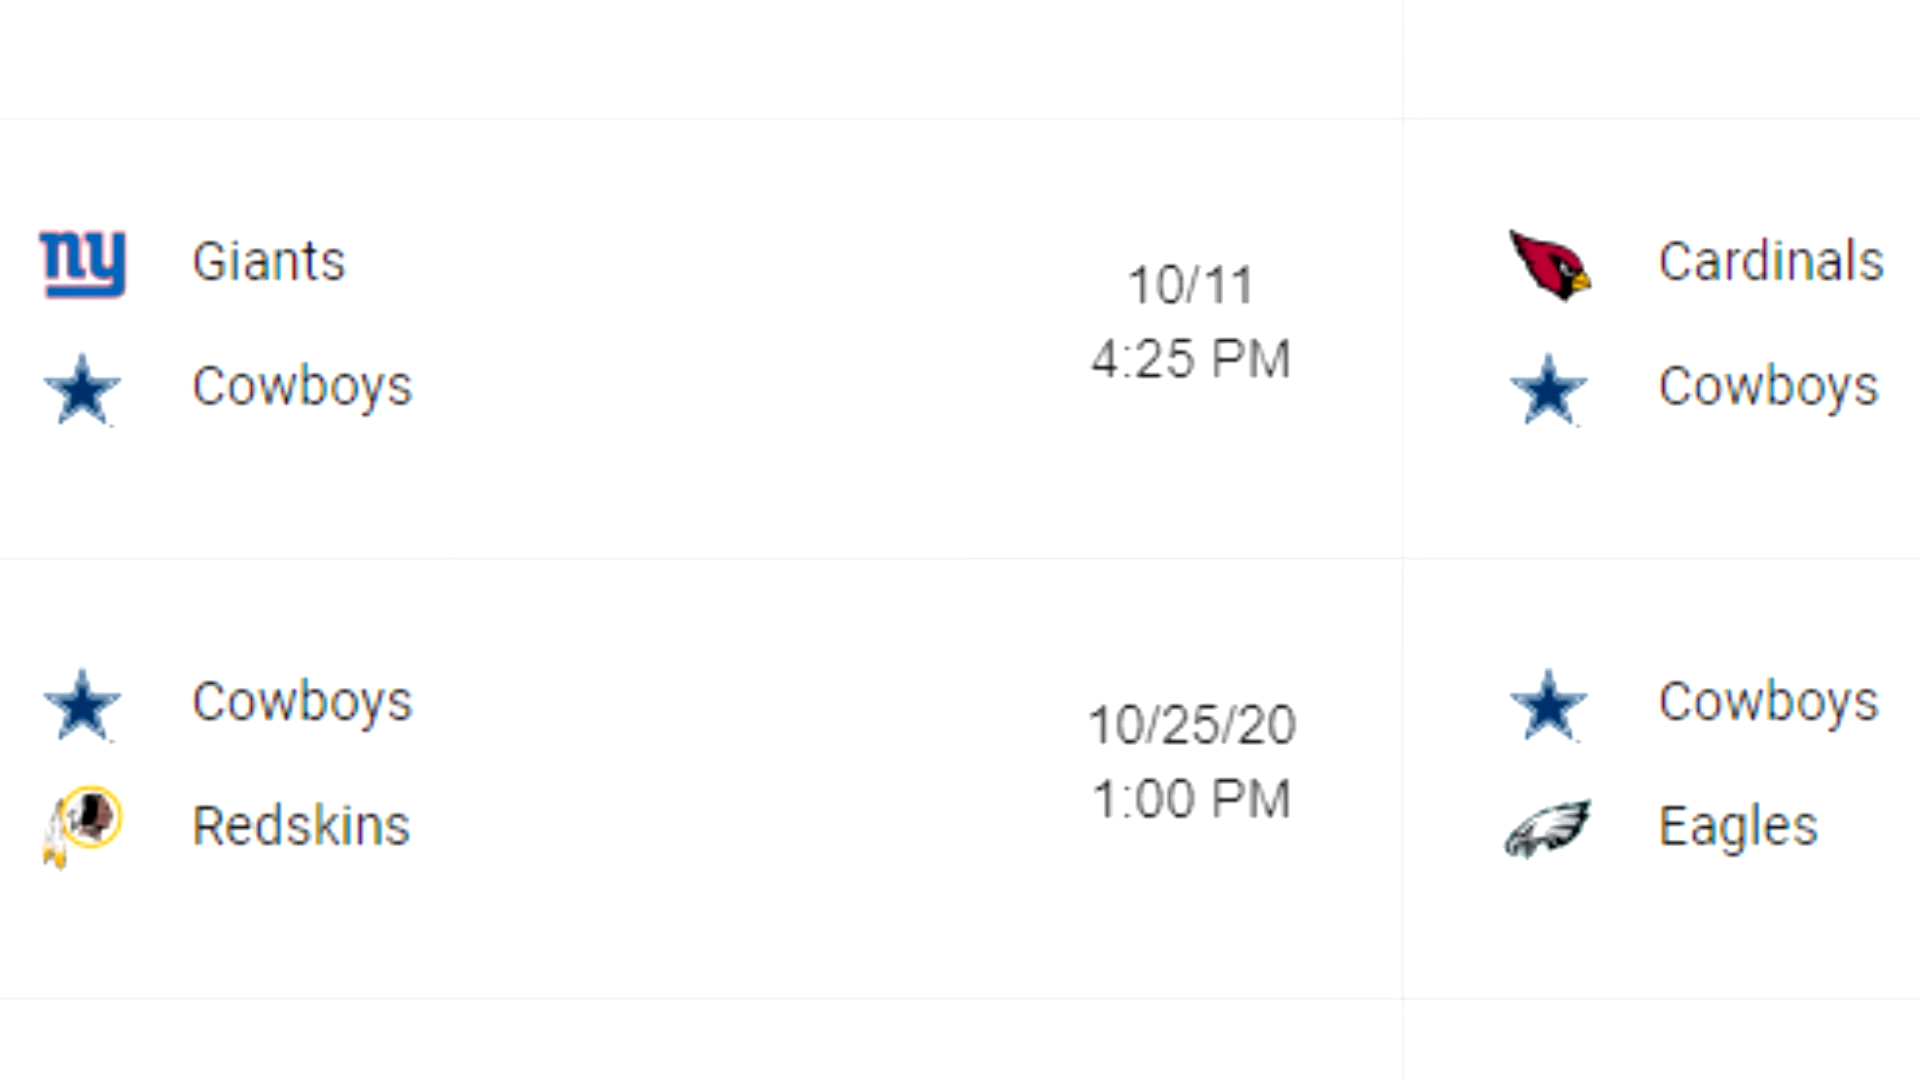 Giants
Cowboys
10/11
4:25 PM
Cardinals
Cowboys
Cowboys
Redskins
10/25/20
1:00 PM
Cowboys
Eagles